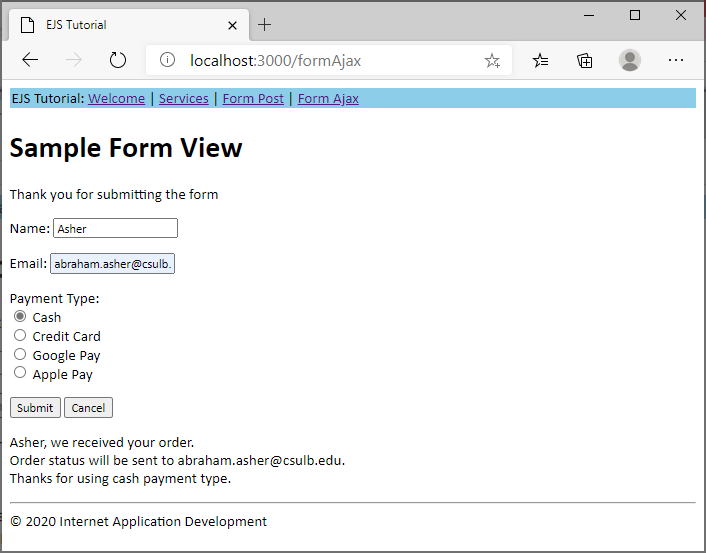 EJS Tutorial
localhost:3000/formAjax
EJS Tutorial: Welcome | Services | Form Post | Form Ajax
Sample Form View
Thank you for submitting the form
Name: Asher
Email: abraham.asher@csulb.
Payment Type:
Cash
Credit Card
Google Pay
Apple Pay
Submit Cancel
Asher, we received your order.
Order status will be sent to abraham.asher@csulb.edu.
Thanks for using cash payment type.
© 2020 Internet Application Development